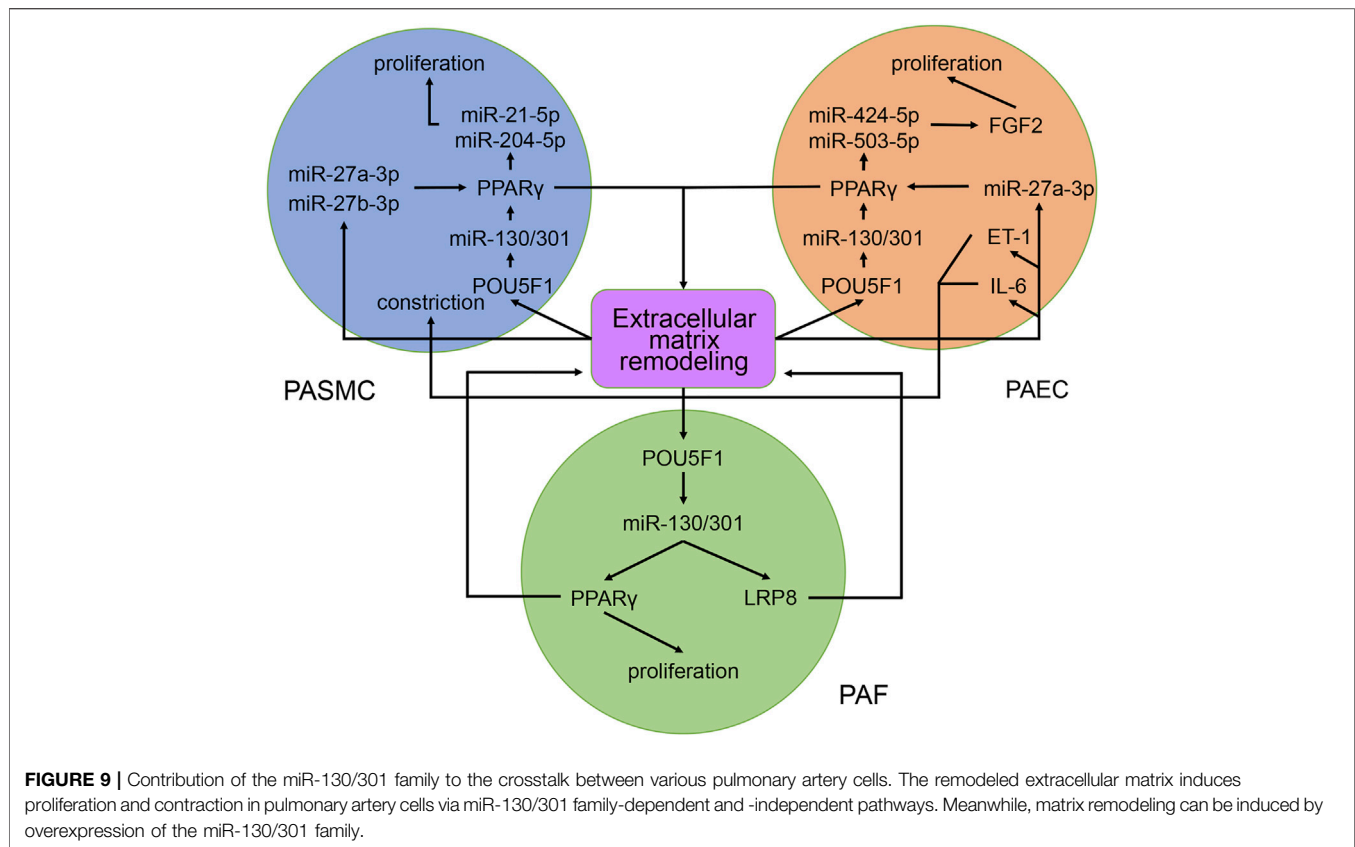 proliferation
miR-21-5p
miR-204-5p
miR-27a-3p
miR-27b-3p
PPARγ
miR-130/301
POU5F1
constriction
PASMC
proliferation
miR-424-5p
miR-503-5p
FGF2
PPARγ
miR-27a-3p
miR-130/301
ET-1
POU5F1
IL-6
PAEC
Extracellular
matrix
remodeling
POU5F1
miR-130/301
PPARγ
LRP8
proliferation
PAF
FIGURE 9 | Contribution of the miR-130/301 family to the crosstalk between various pulmonary artery cells. The remodeled extracellular matrix induces
proliferation and contraction in pulmonary artery cells via miR-130/301 family-dependent and -independent pathways. Meanwhile, matrix remodeling can be induced by
overexpression of the miR-130/301 family.